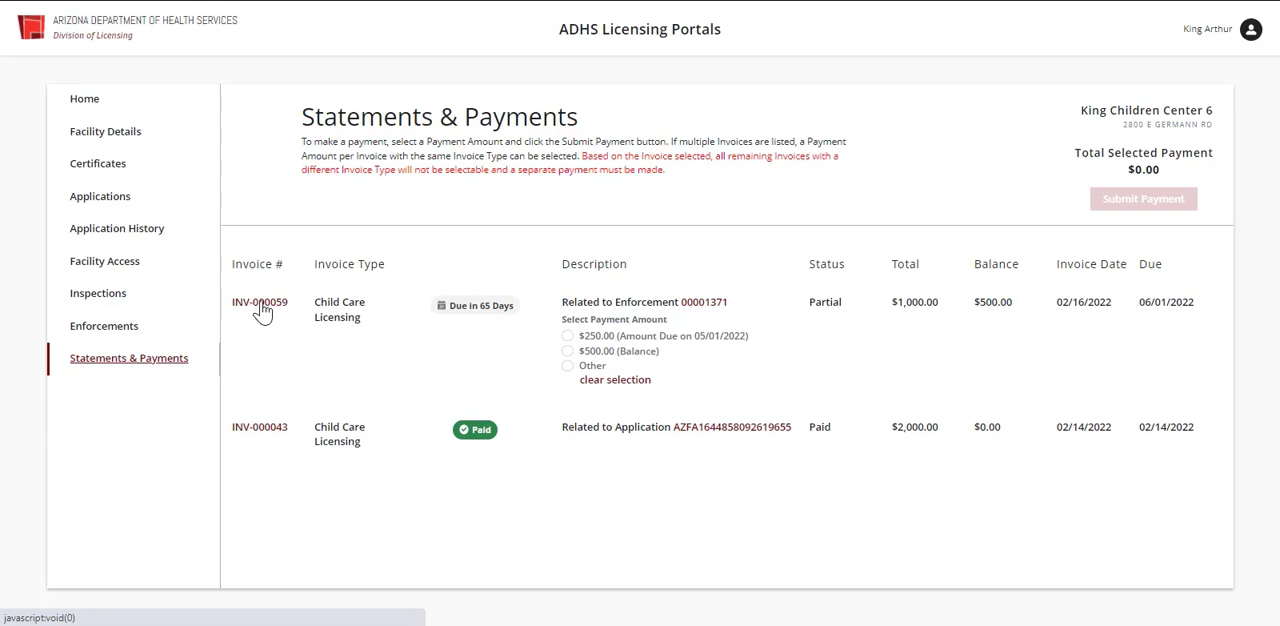 ARIZONA DEPARTMENT OF HEALTH SERVICES
Division of Licensing
ADHS Licensing Portals
King Arthur
Home
Facility Details
Certificates
Applications
Application History
Facility Access
Inspections
Enforcements
Statements & Payments
Statements & Payments
To make a payment, select a Payment Amount and click the Submit Payment button. If multiple Invoices are listed, a Payment
Amount per Invoice with the same Invoice Type can be selected. Based on the Invoice selected, all remaining Invoices with a
different Invoice Type will not be selectable and a separate payment must be made.
King Children Center 6
2800 E GERMANN RD
Total Selected Payment
$0.00
Submit Payment
Invoice # Invoice Type Description Status Total Balance Invoice Date Due
INV-000059 Child Care Due in 65 Days Related to Enforcement 00001371 Partial $1,000.00 $500.00 02/16/2022 06/01/2022
Licensing
Select Payment Amount
$250.00 (Amount Due on 05/01/2022)
$500.00 (Balance)
Other
clear selection
INV-000043 Child Care Paid Related to Application AZFA1644858092619655 Paid $2,000.00 $0.00 02/14/2022 02/14/2022
Licensing
javascript:void(0)